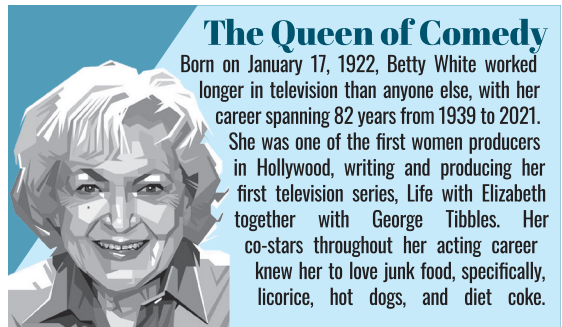 The Queen of Comedy
Born on January 17, 1922, Betty White worked
longer in television than anyone else, with her
career spanning 82 years from 1939 to 2021.
She was one of the first women producers
in Hollywood, writing and producing her
first television series, Life with Elizabeth
together with George Tibbles. Her
co-stars throughout her acting career
knew her to love junk food, specifically,
licorice, hot dogs, and diet coke.